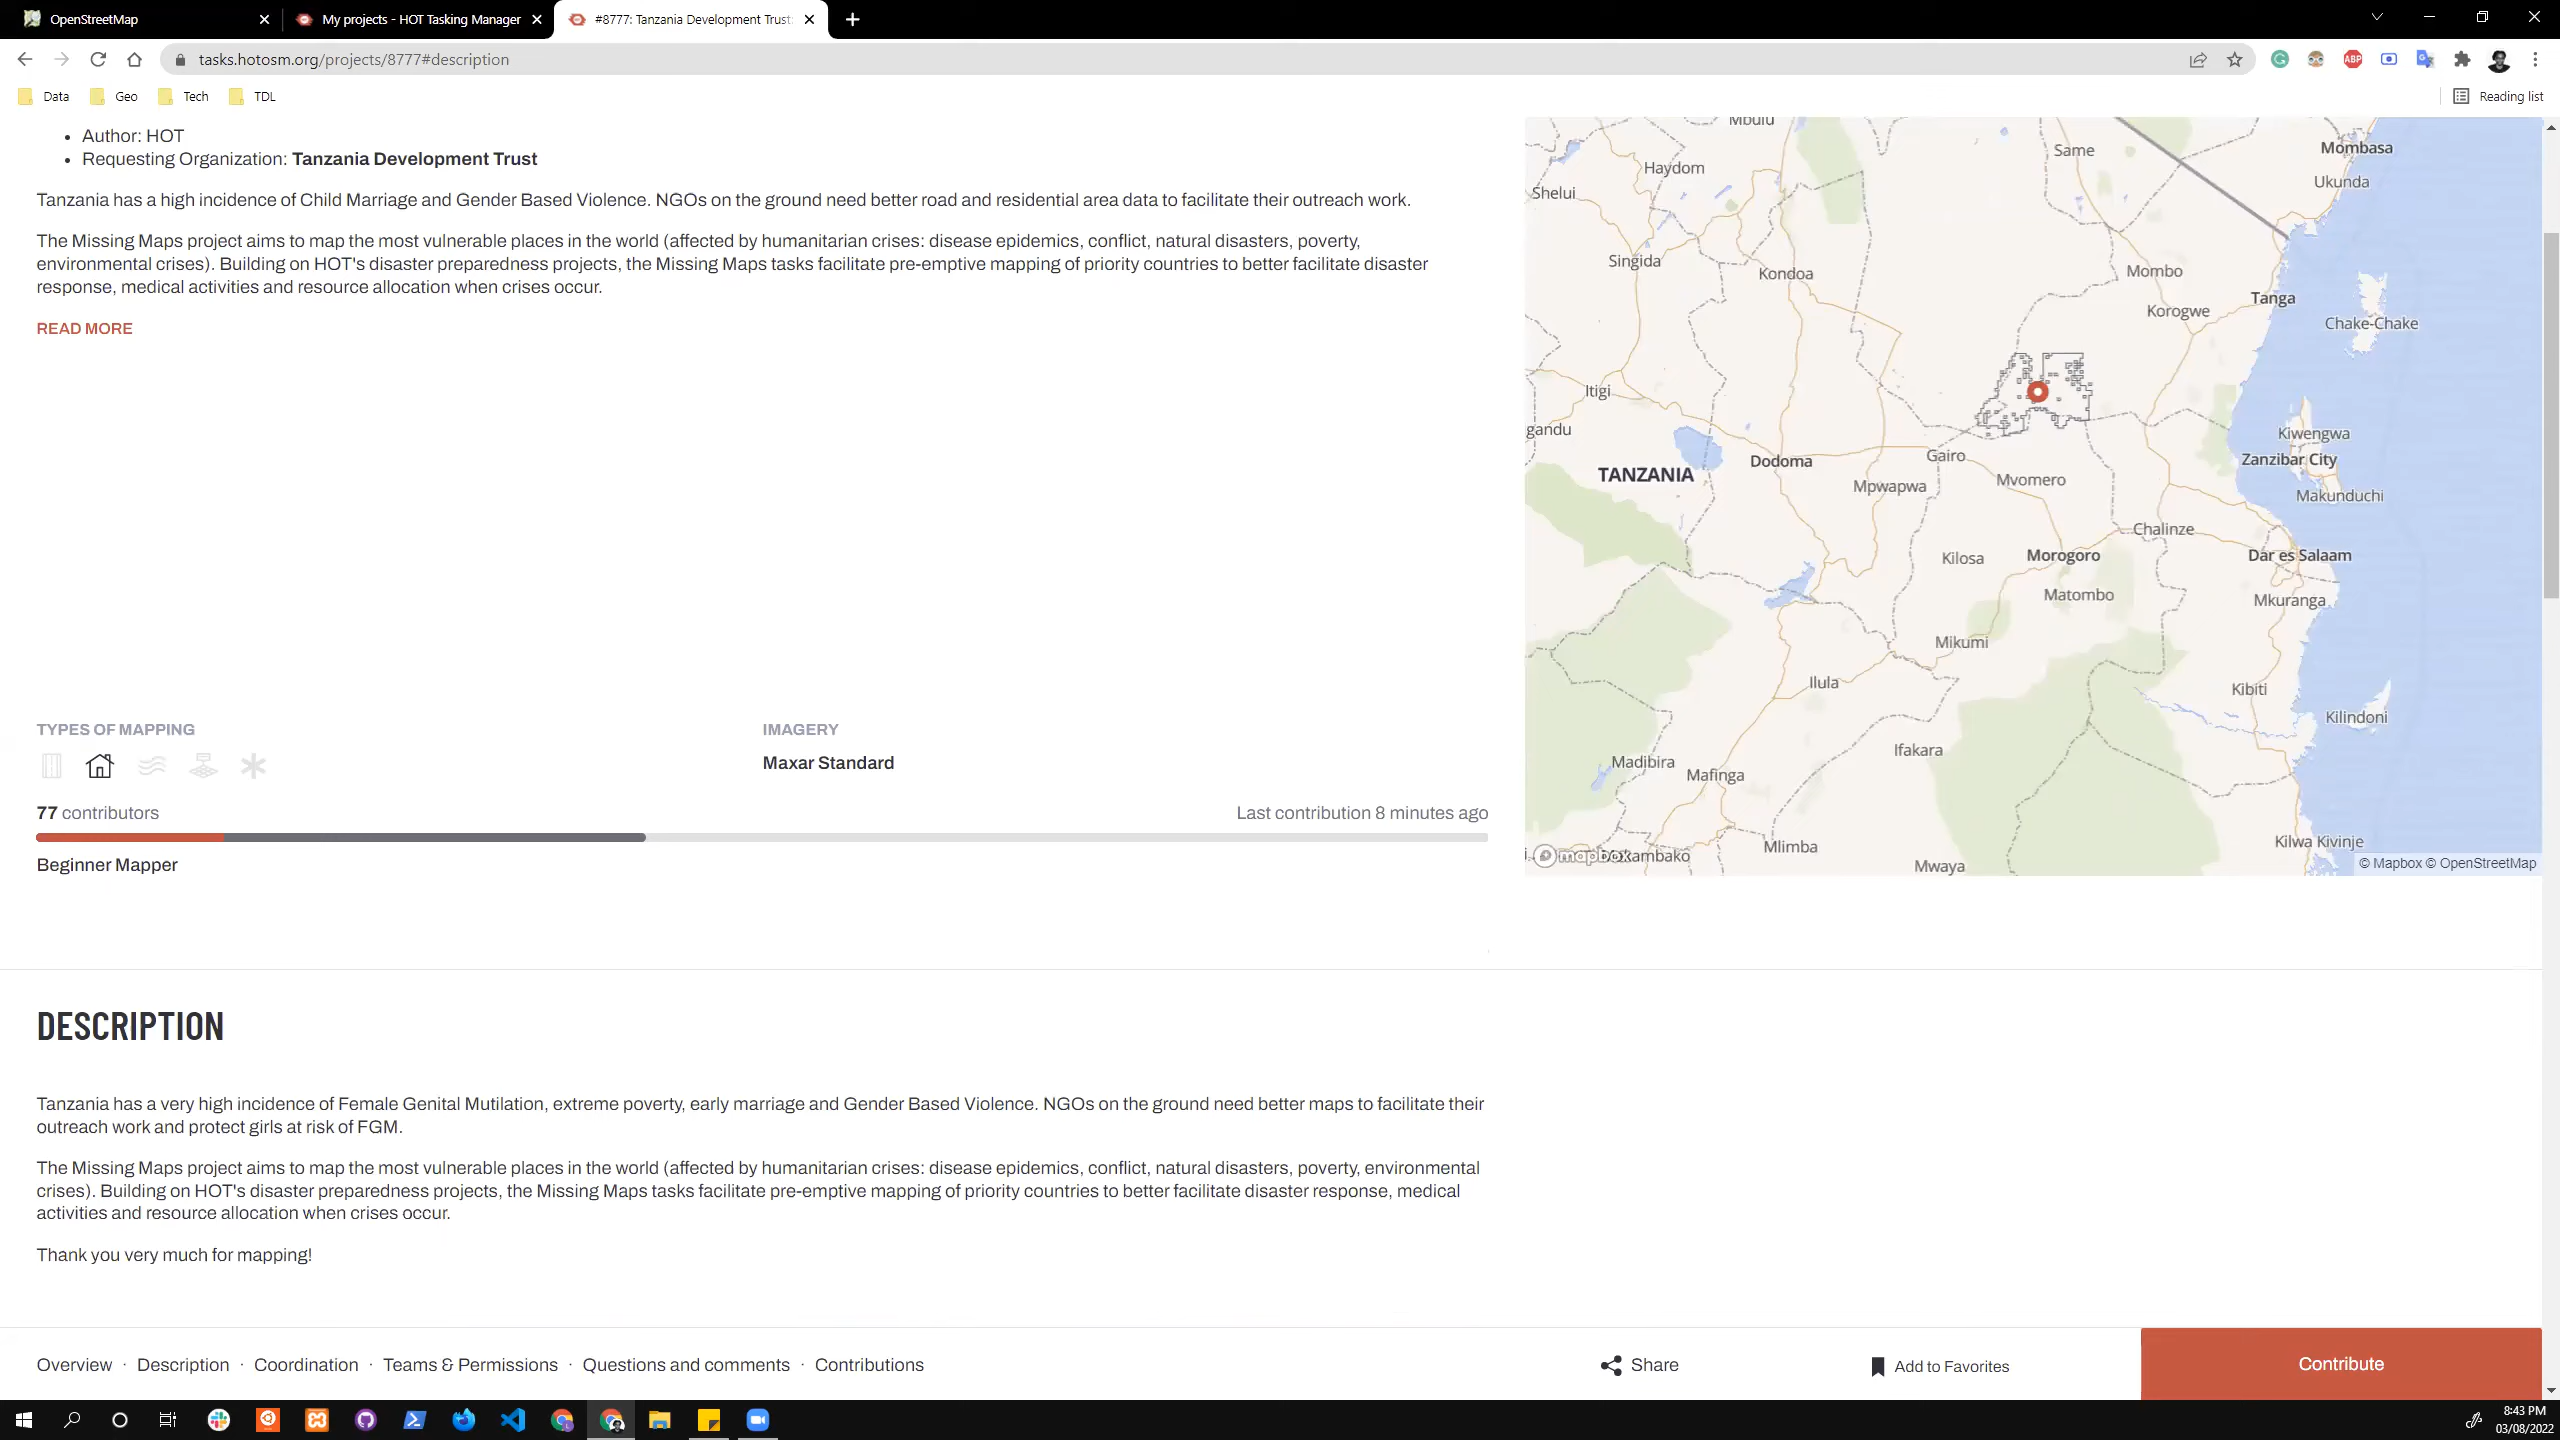 OpenStreetMap
My projects - HOT Tasking Manager
#8777: Tanzania Development Trust
tasks.hotosm.org/projects/8777#description
ABP
Data
Geo
Tech
TDL
Reading list
• Author: HOT
• Requesting Organization: Tanzania Development Trust
Tanzania has a high incidence of Child Marriage and Gender Based Violence. NGOs on the ground need better road and residential area data to facilitate their outreach work.
The Missing Maps project aims to map the most vulnerable places in the world (affected by humanitarian crises: disease epidemics, conflict, natural disasters, poverty,
environmental crises). Building on HOT's disaster preparedness projects, the Missing Maps tasks facilitate pre-emptive mapping of priority countries to better facilitate disaster
response, medical activities and resource allocation when crises occur.
READ MORE
Mbulu
Same
Mombasa
Haydom
Ukunda
Shelui
Singida
Kondoa
Mombo
Tanga
Korogwe
Chake-Chake
Itigi
gandu
Kiwengwa
Gairo
Dodoma
Zanzibar City
TANZANIA
Mvomero
Mpwapwa
Makunduchi
Chalinze
Kilosa
Morogoro
Dar es Salaam
Matombo
Mkuranga
Mikumi
Ilula
Kibiti
Kilindoni
Ifakara
Madibira
Mafinga
Kilwa Kivinje
Mlimba
mapbox
Makambako
Mwaya
© Mapbox © OpenStreetMap
TYPES OF MAPPING
IMAGERY
Maxar Standard
77 contributors
Last contribution 8 minutes ago
Beginner Mapper
DESCRIPTION
Tanzania has a very high incidence of Female Genital Mutilation, extreme poverty, early marriage and Gender Based Violence. NGOs on the ground need better maps to facilitate their
outreach work and protect girls at risk of FGM.
The Missing Maps project aims to map the most vulnerable places in the world (affected by humanitarian crises: disease epidemics, conflict, natural disasters, poverty, environmental
crises). Building on HOT's disaster preparedness projects, the Missing Maps tasks facilitate pre-emptive mapping of priority countries to better facilitate disaster response, medical
activities and resource allocation when crises occur.
Thank you very much for mapping!
Overview · Description · Coordination · Teams & Permissions · Questions and comments · Contributions
Share
Add to Favorites
Contribute
8:43 PM
03/08/2022